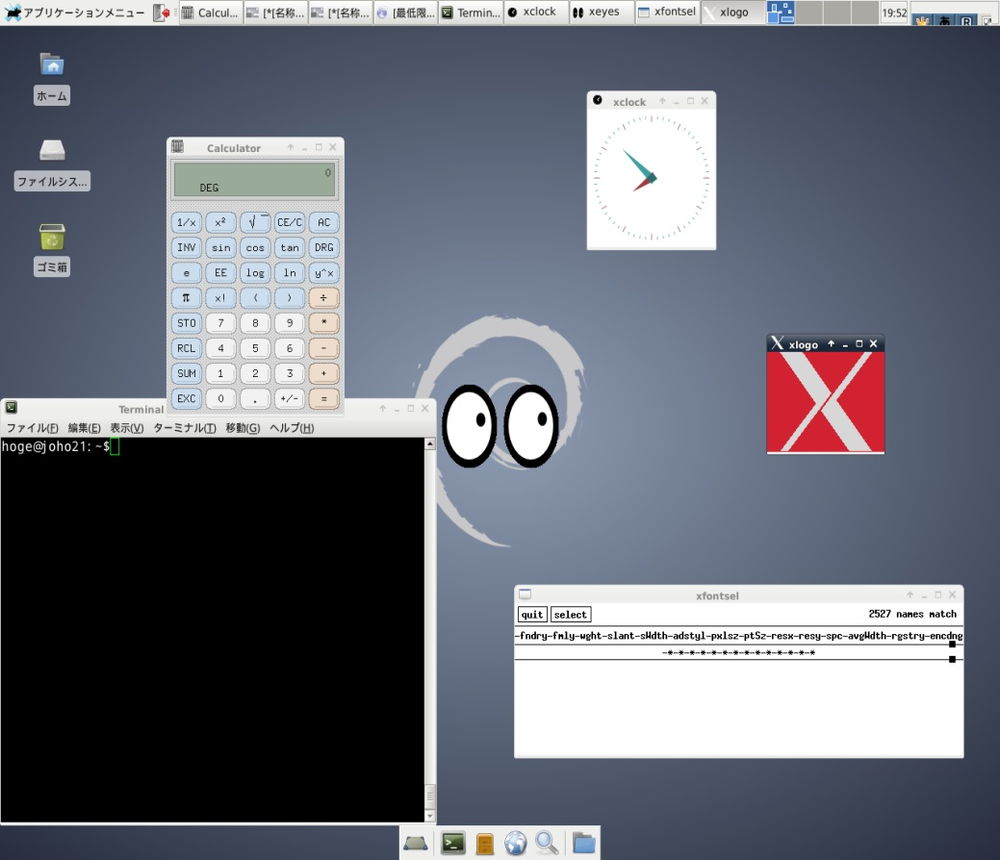 アプリケーションメニュー
Calcul...
[*[名称...
[*[名称...
[最低限...
Termin...
xclock
xeyes
xfontsel
xlogo
19:52
あ
R
ホーム
ファイルシス...
ゴミ箱
Calculator
0
DEG
1/x x² √‾ CE/C AC
INV sin cos tan DRG
e EE log ln y^x
π x! ( ) ÷
STO 7 8 9 *
RCL 4 5 6 -
SUM 1 2 3 +
EXC 0 . +/- =
xclock
xlogo
Terminal
ファイル(F) 編集(E) 表示(V) ターミナル(T) 移動(G) ヘルプ(H)
hoge@joho21:~$
xfontsel
quit select 2527 names match
-fndry-fmly-wght-slant-sWdth-adstyl-pxlsz-ptSz-resx-resy-spc-avgWdth-rgstry-encdng
-*-*-*-*-*-*-*-*-*-*-*-*-*-*